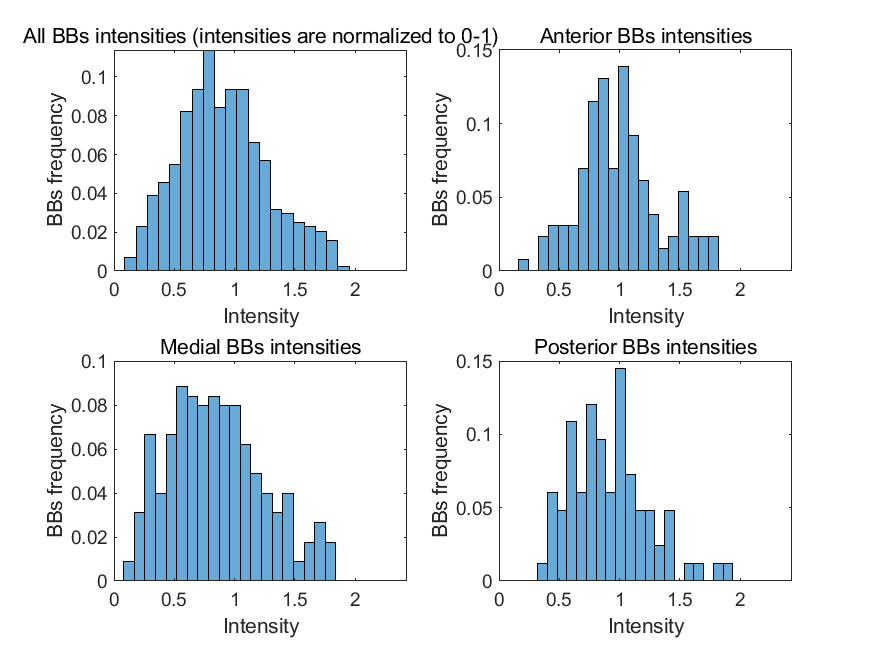 All BBs intensities (intensities are normalized to 0-1)
BBs frequency
0.1
0.08
0.06
0.04
0.02
0
0 0.5 1 1.5 2
Intensity
Anterior BBs intensities
BBs frequency
0.15
0.1
0.05
0
0 0.5 1 1.5 2
Intensity
Medial BBs intensities
BBs frequency
0.1
0.08
0.06
0.04
0.02
0
0 0.5 1 1.5 2
Intensity
Posterior BBs intensities
BBs frequency
0.15
0.1
0.05
0
0 0.5 1 1.5 2
Intensity